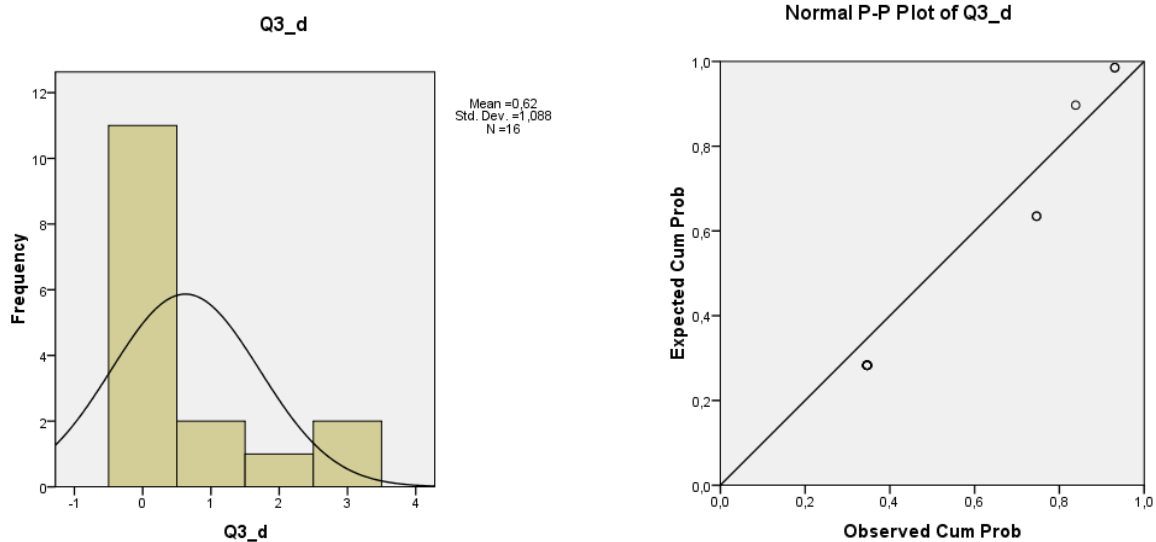 Q3_d
12
10
8
6
4
2
0
Frequency
-1 0 1 2 3 4
Q3_d
Mean =0,62
Std. Dev. =1,088
N =16
Normal P-P Plot of Q3_d
1,0
0,8
0,6
0,4
0,2
0,0
Expected Cum Prob
0,0 0,2 0,4 0,6 0,8 1,0
Observed Cum Prob